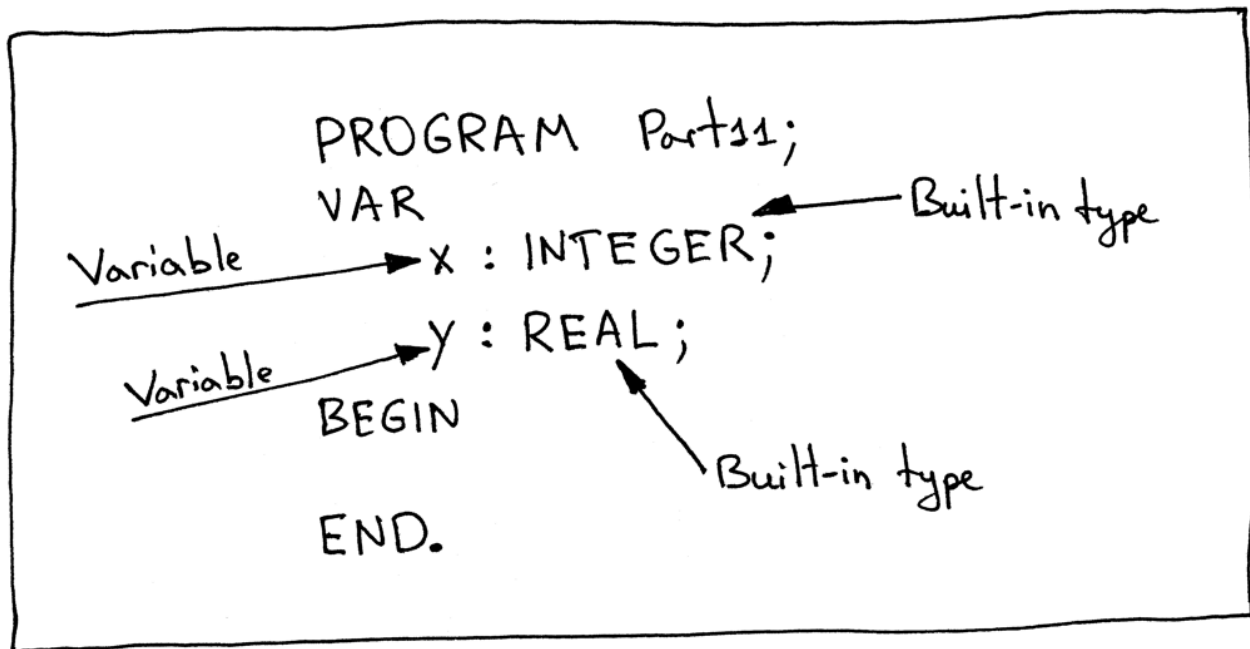 PROGRAM Part11;
VAR
Built-in type
Variable
x : INTEGER;
y : REAL;
Variable
BEGIN
Built-in type
END.